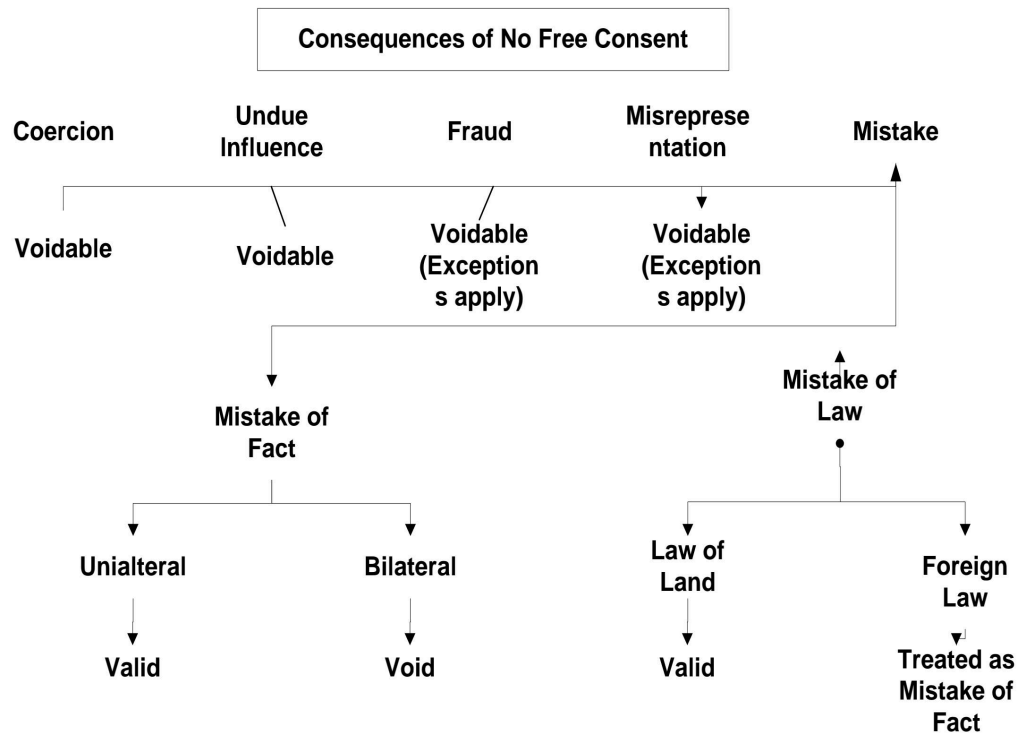 Consequences of No Free Consent
Coercion
Undue
Influence
Fraud
Misreprese
ntation
Mistake
Voidable
Voidable
Voidable
(Exception
s apply)
Voidable
(Exception
s apply)
Mistake of
Fact
Mistake of
Law
Unialteral
Bilateral
Law of
Land
Foreign
Law
Valid
Void
Valid
Treated as
Mistake of
Fact